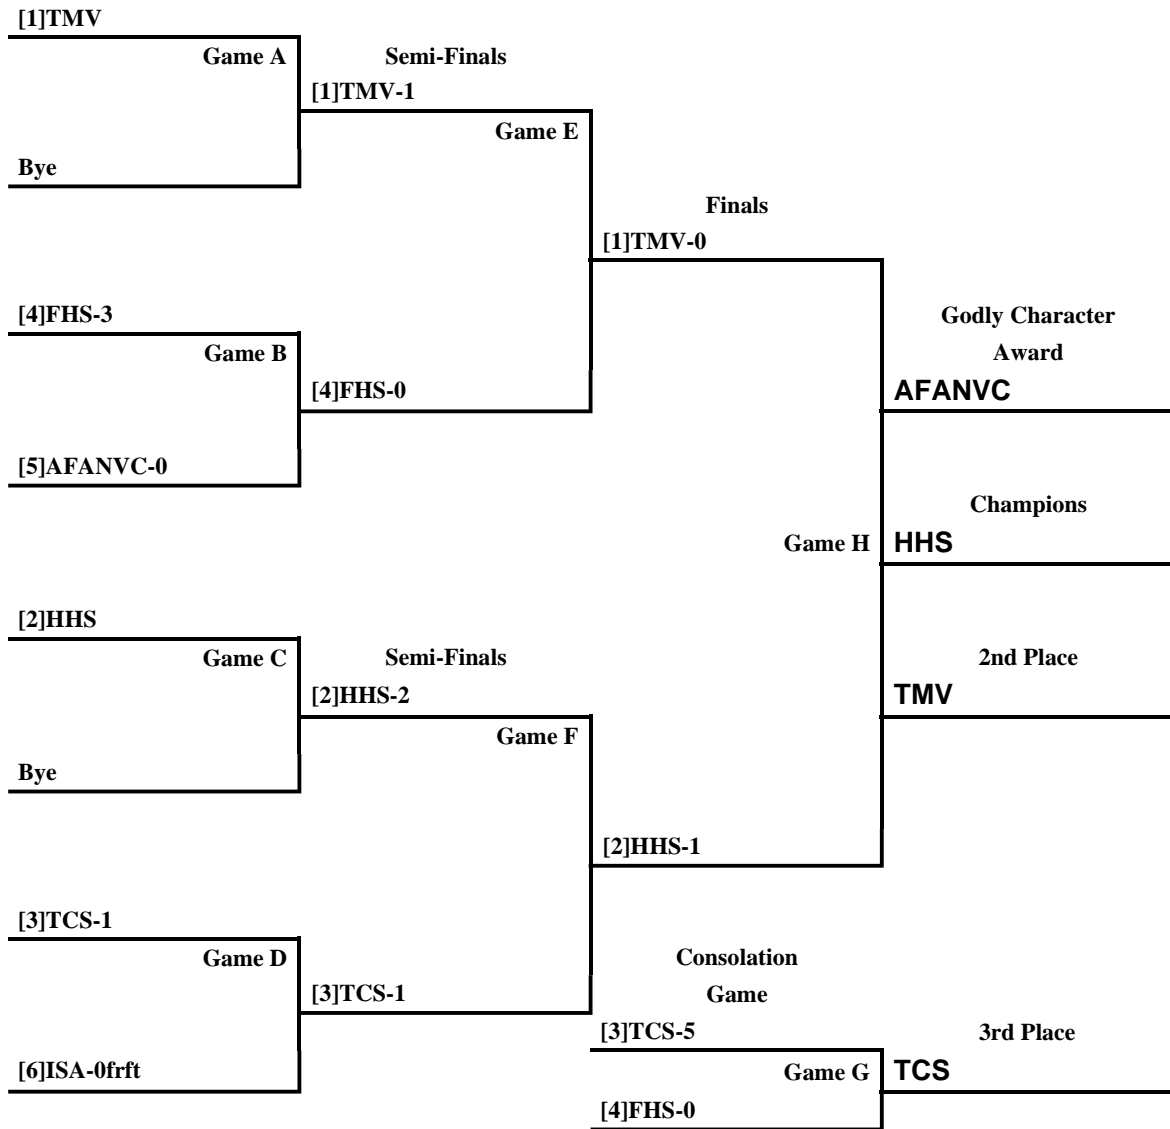 [1]TMV
Game A
Semi-Finals
[1]TMV-1
Game E
Bye
Finals
[1]TMV-0
[4]FHS-3
Game B
Godly Character
Award
[4]FHS-0
AFANVC
[5]AFANVC-0
Champions
Game H
HHS
[2]HHS
Game C
Semi-Finals
2nd Place
[2]HHS-2
TMV
Game F
Bye
[2]HHS-1
[3]TCS-1
Game D
Consolation
Game
[3]TCS-1
[3]TCS-5
3rd Place
[6]ISA-0frft
Game G
TCS
[4]FHS-0